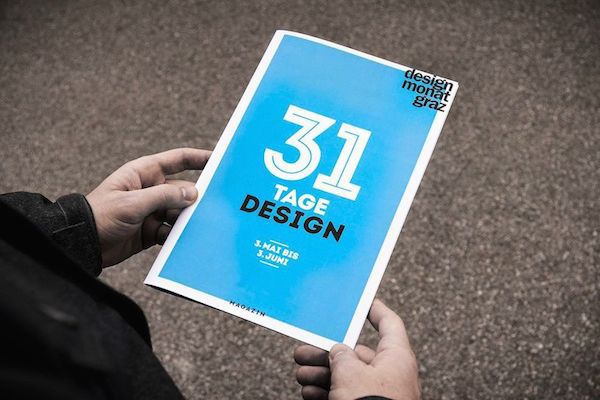 design
monat
graz
31
TAGE
DESIGN
3. MAI BIS
3. JUNI
MAGAZIN